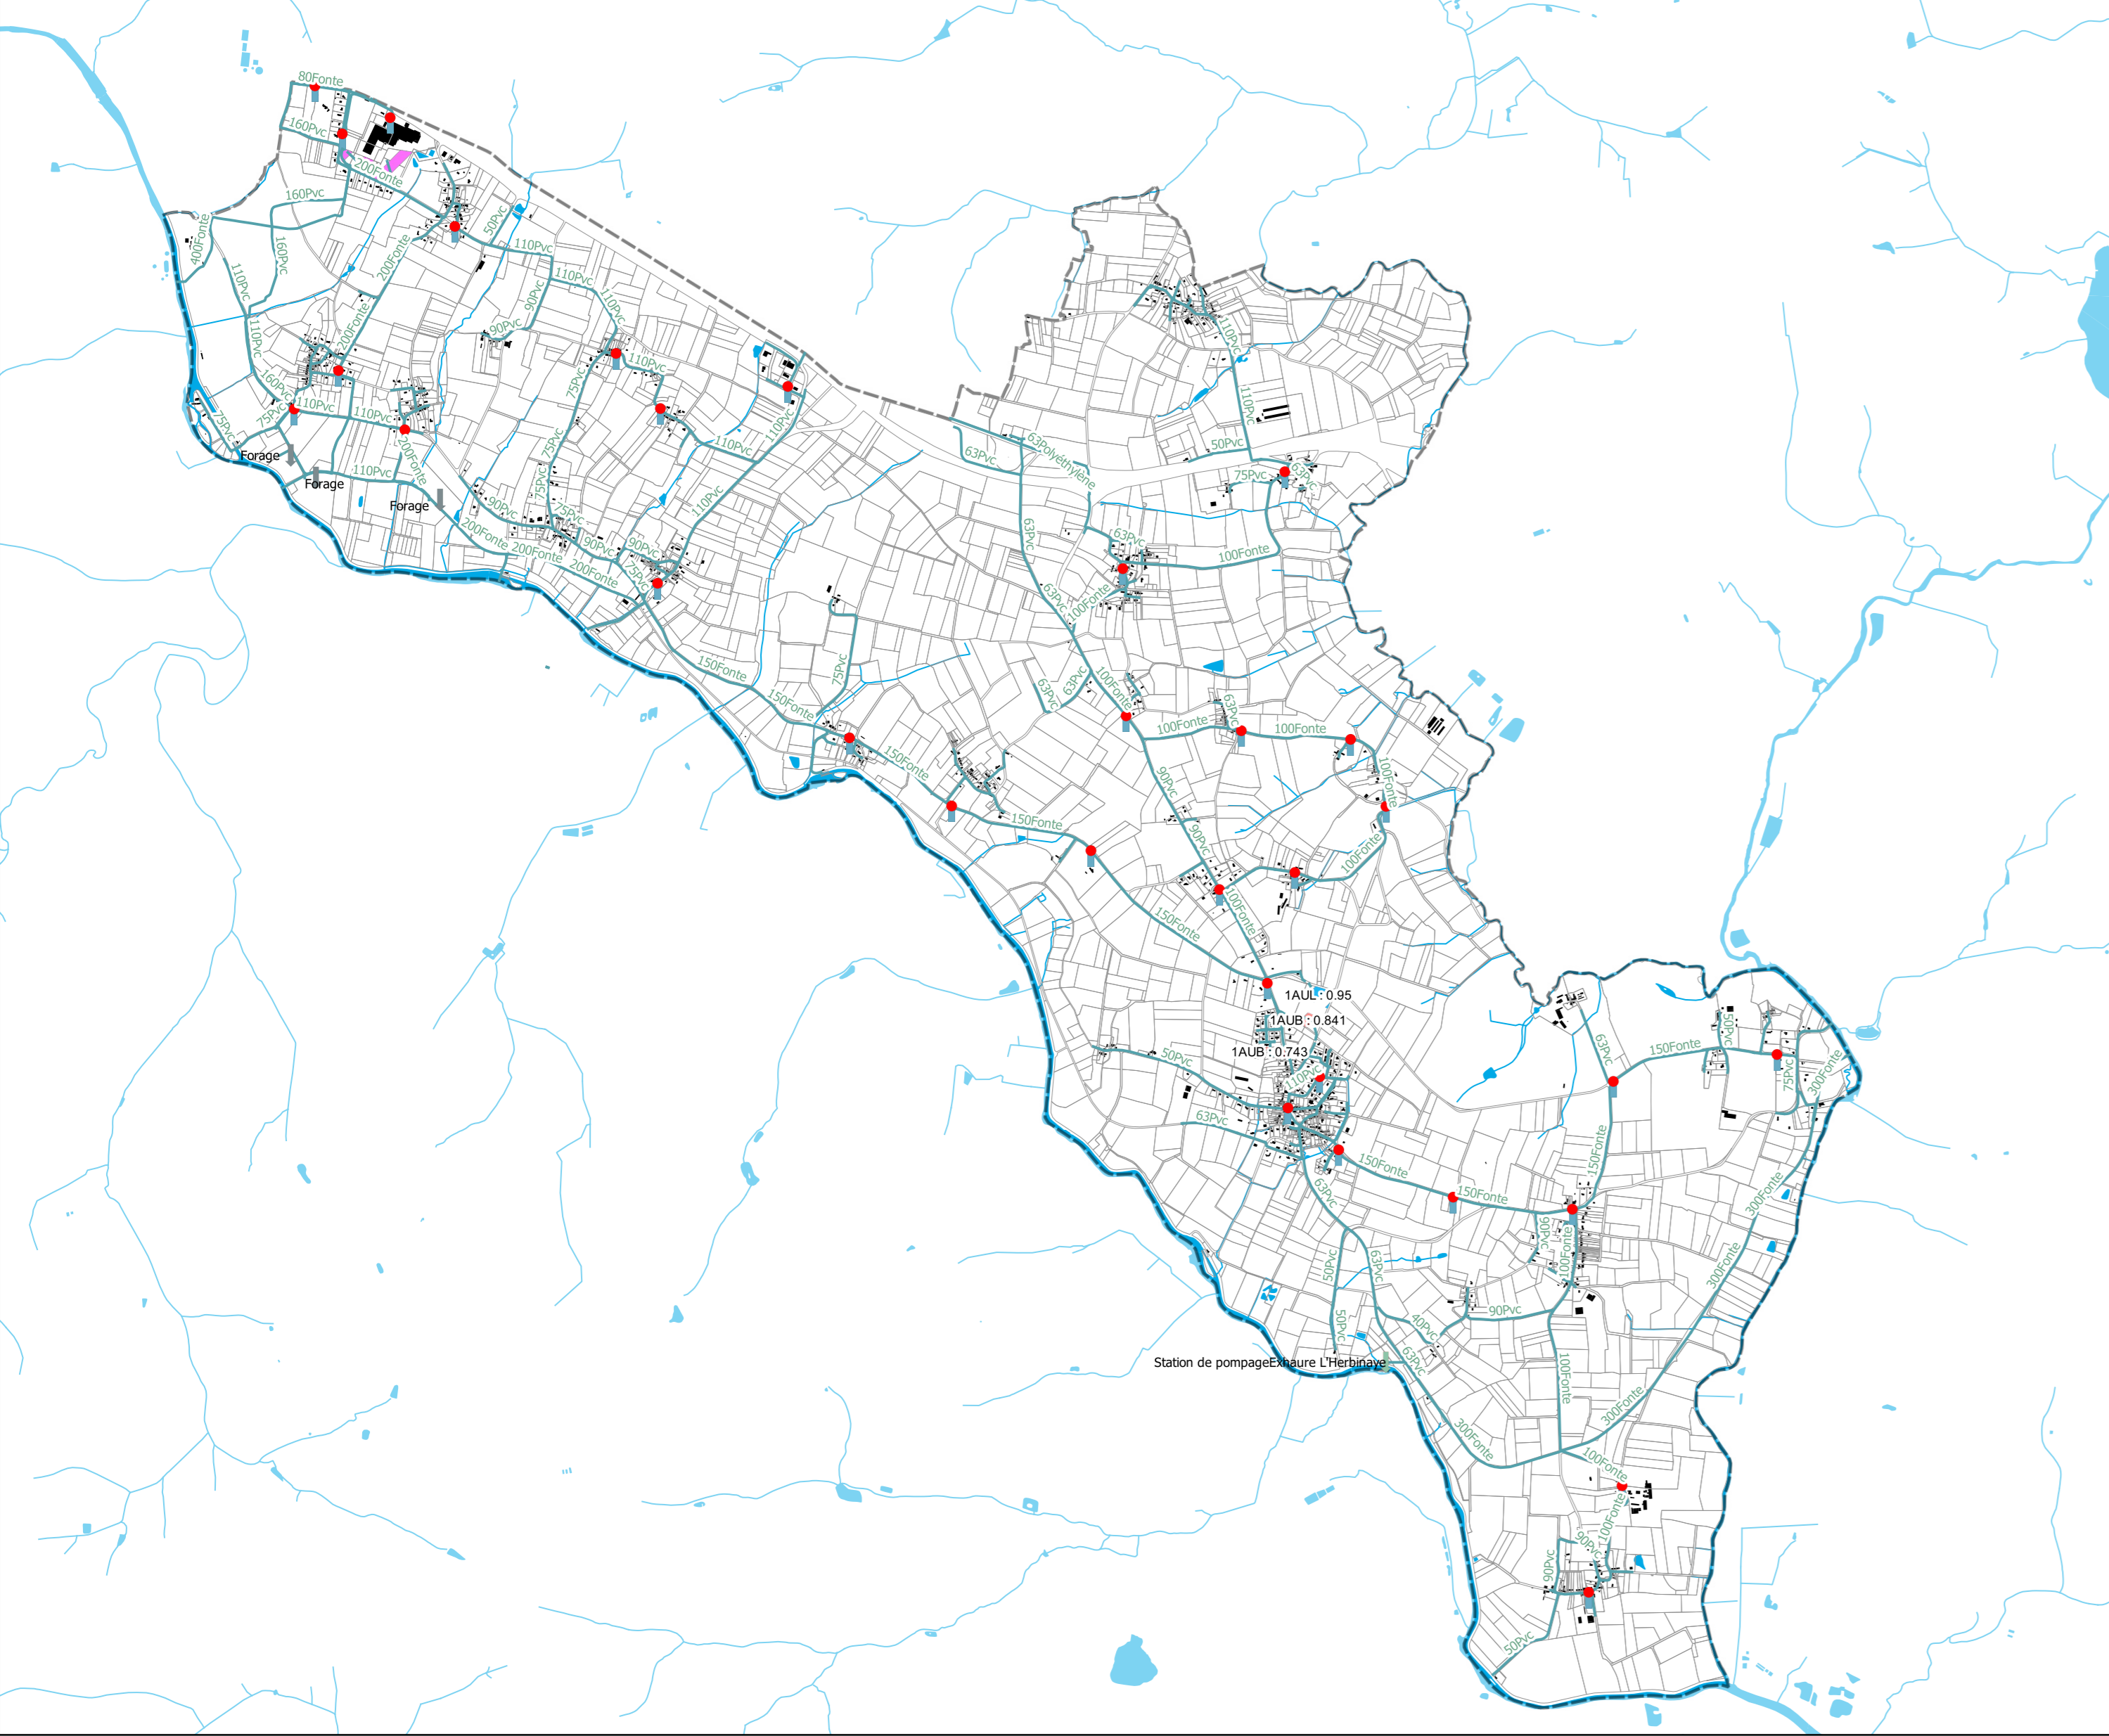 80Fonte
160Pvc
200Fonte
160Pvc
50Pvc
400Fonte
110Pvc
160Pvc
200Fonte
110Pvc
110Pvc
90Pvc
110Pvc
200Fonte
110Pvc
90Pvc
110Pvc
110Pvc
160Pvc
75Pvc
110Pvc
50Pvc
75Pvc
75Pvc
110Pvc
110Pvc
110Pvc
110Pvc
63Pvc
63Polyéthylène
75Pvc
63Pvc
Forage
200Fonte
75Pvc
110Pvc
Forage
75Pvc
110Pvc
Forage
90Pvc
75Pvc
200Fonte
200Fonte
90Pvc
90Pvc
200Fonte
75Pvc
63Pvc
63Pvc
100Fonte
63Pvc
100Fonte
150Fonte
75Pvc
63Pvc
63Pvc
100Fonte
150Fonte
63Pvc
100Fonte
100Fonte
150Fonte
90Pvc
100Fonte
150Fonte
90Pvc
100Fonte
150Fonte
100Fonte
1AUL : 0.95
1AUB : 0.841
1AUB : 0.743
50Pvc
110Pvc
63Pvc
63Pvc
150Fonte
50Pvc
75Pvc
300Fonte
150Fonte
150Fonte
150Fonte
63Pvc
300Fonte
90Pvc
100Fonte
50Pvc
63Pvc
300Fonte
50Pvc
40Pvc
90Pvc
63Pvc
Station de pompageExhaure L'Herbinaye
100Fonte
300Fonte
300Fonte
100Fonte
100Fonte
90Pvc
90Pvc
50Pvc